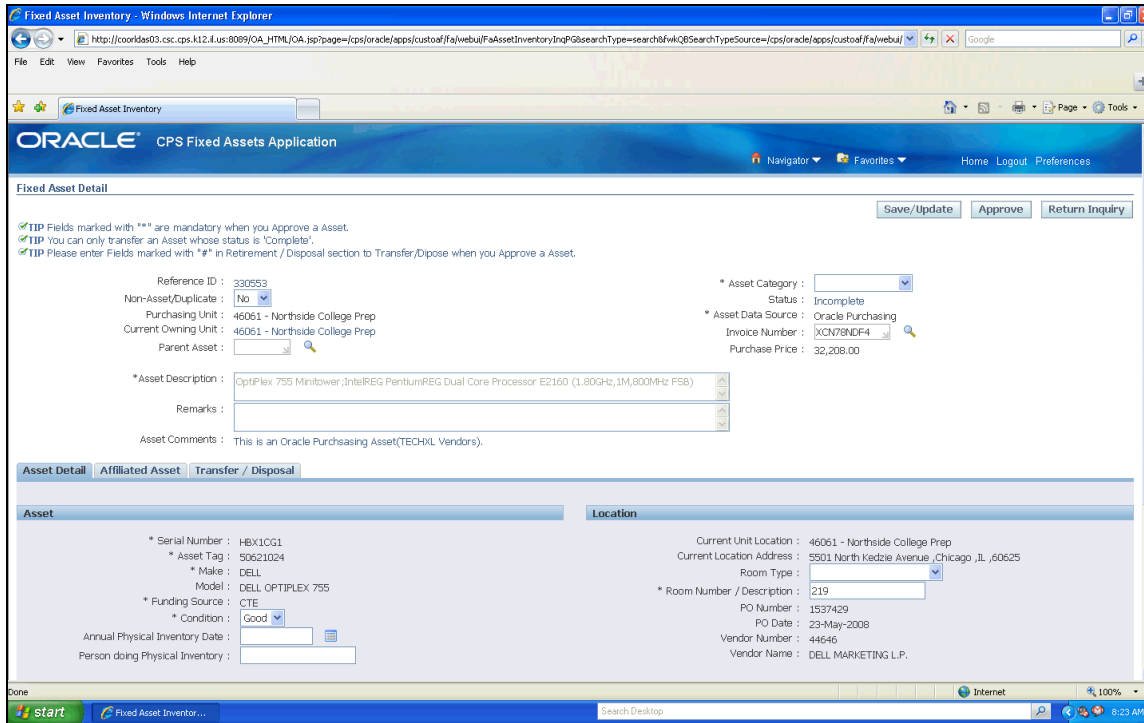 Fixed Asset Inventory - Windows Internet Explorer
http://coorldas03.csc.cps.k12.il.us:8089/OA_HTML/OA.jsp?page=/cps/oracle/apps/custoaf/fa/webui/FaAssetInventoryInqPG&searchType=search&fwkQBSearchTypeSource=/cps/oracle/apps/custoaf/fa/webui/ Google
File Edit View Favorites Tools Help
Fixed Asset Inventory Page Tools
ORACLE CPS Fixed Assets Application
Navigator Favorites Home Logout Preferences
Fixed Asset Detail
Save/Update Approve Return Inquiry
TIP Fields marked with "*" are mandatory when you Approve a Asset.
TIP You can only transfer an Asset whose status is 'Complete'.
TIP Please enter Fields marked with "#" in Retirement / Disposal section to Transfer/Dipose when you Approve a Asset.
Reference ID : 330553
Non-Asset/Duplicate : No
Purchasing Unit : 46061 - Northside College Prep
Current Owning Unit : 46061 - Northside College Prep
Parent Asset :
* Asset Category :
Status : Incomplete
* Asset Data Source : Oracle Purchasing
Invoice Number : XCN78NDF4
Purchase Price : 32,208.00
*Asset Description : OptiPlex 755 Minitower;IntelREG PentiumREG Dual Core Processor E2160 (1.80GHz,1M,800MHz FSB)
Remarks :
Asset Comments : This is an Oracle Purchsasing Asset(TECHXL Vendors).
Asset Detail Affiliated Asset Transfer / Disposal
Asset
* Serial Number : HBX1CG1
* Asset Tag : 50621024
* Make : DELL
Model : DELL OPTIPLEX 755
* Funding Source : CTE
* Condition : Good
Annual Physical Inventory Date :
Person doing Physical Inventory :
Location
Current Unit Location : 46061 - Northside College Prep
Current Location Address : 5501 North Kedzie Avenue ,Chicago ,IL ,60625
Room Type :
* Room Number / Description : 219
PO Number : 1537429
PO Date : 23-May-2008
Vendor Number : 44646
Vendor Name : DELL MARKETING L.P.
Done Internet 100%
start Fixed Asset Inventor... Search Desktop 8:23 AM